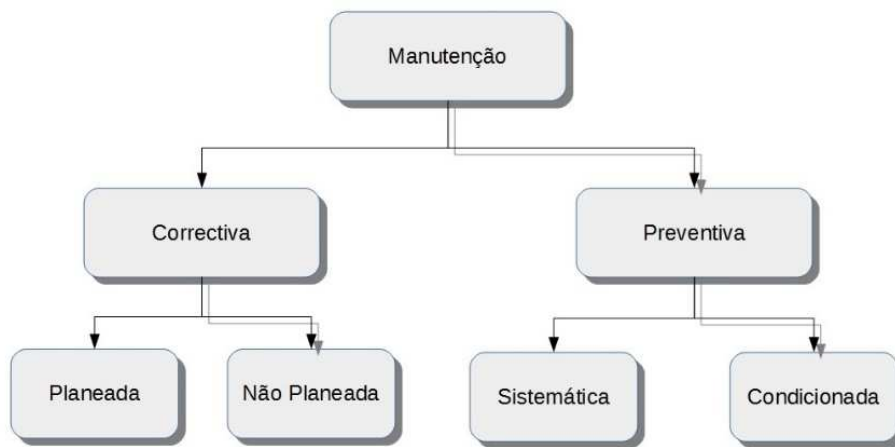 Manutenção
Correctiva
Preventiva
Planeada
Não Planeada
Sistemática
Condicionada